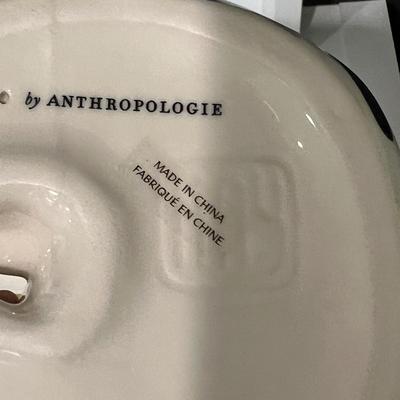 by ANTHROPOLOGIE
MADE IN CHINA
FABRIQUÉ EN CHINE